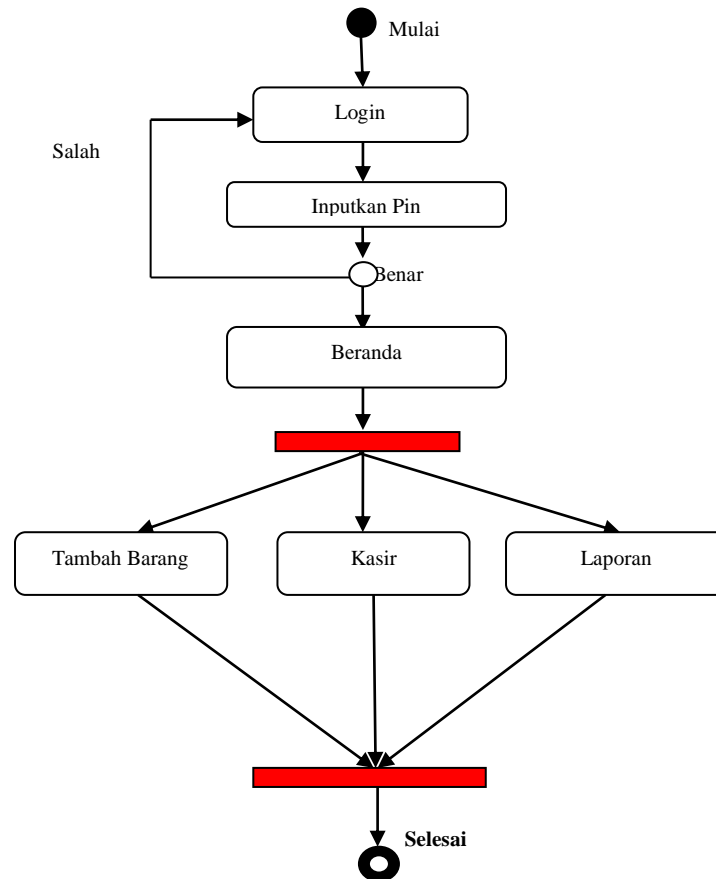 Mulai
Login
Salah
Inputkan Pin
Benar
Beranda
Tambah Barang
Kasir
Laporan
Selesai